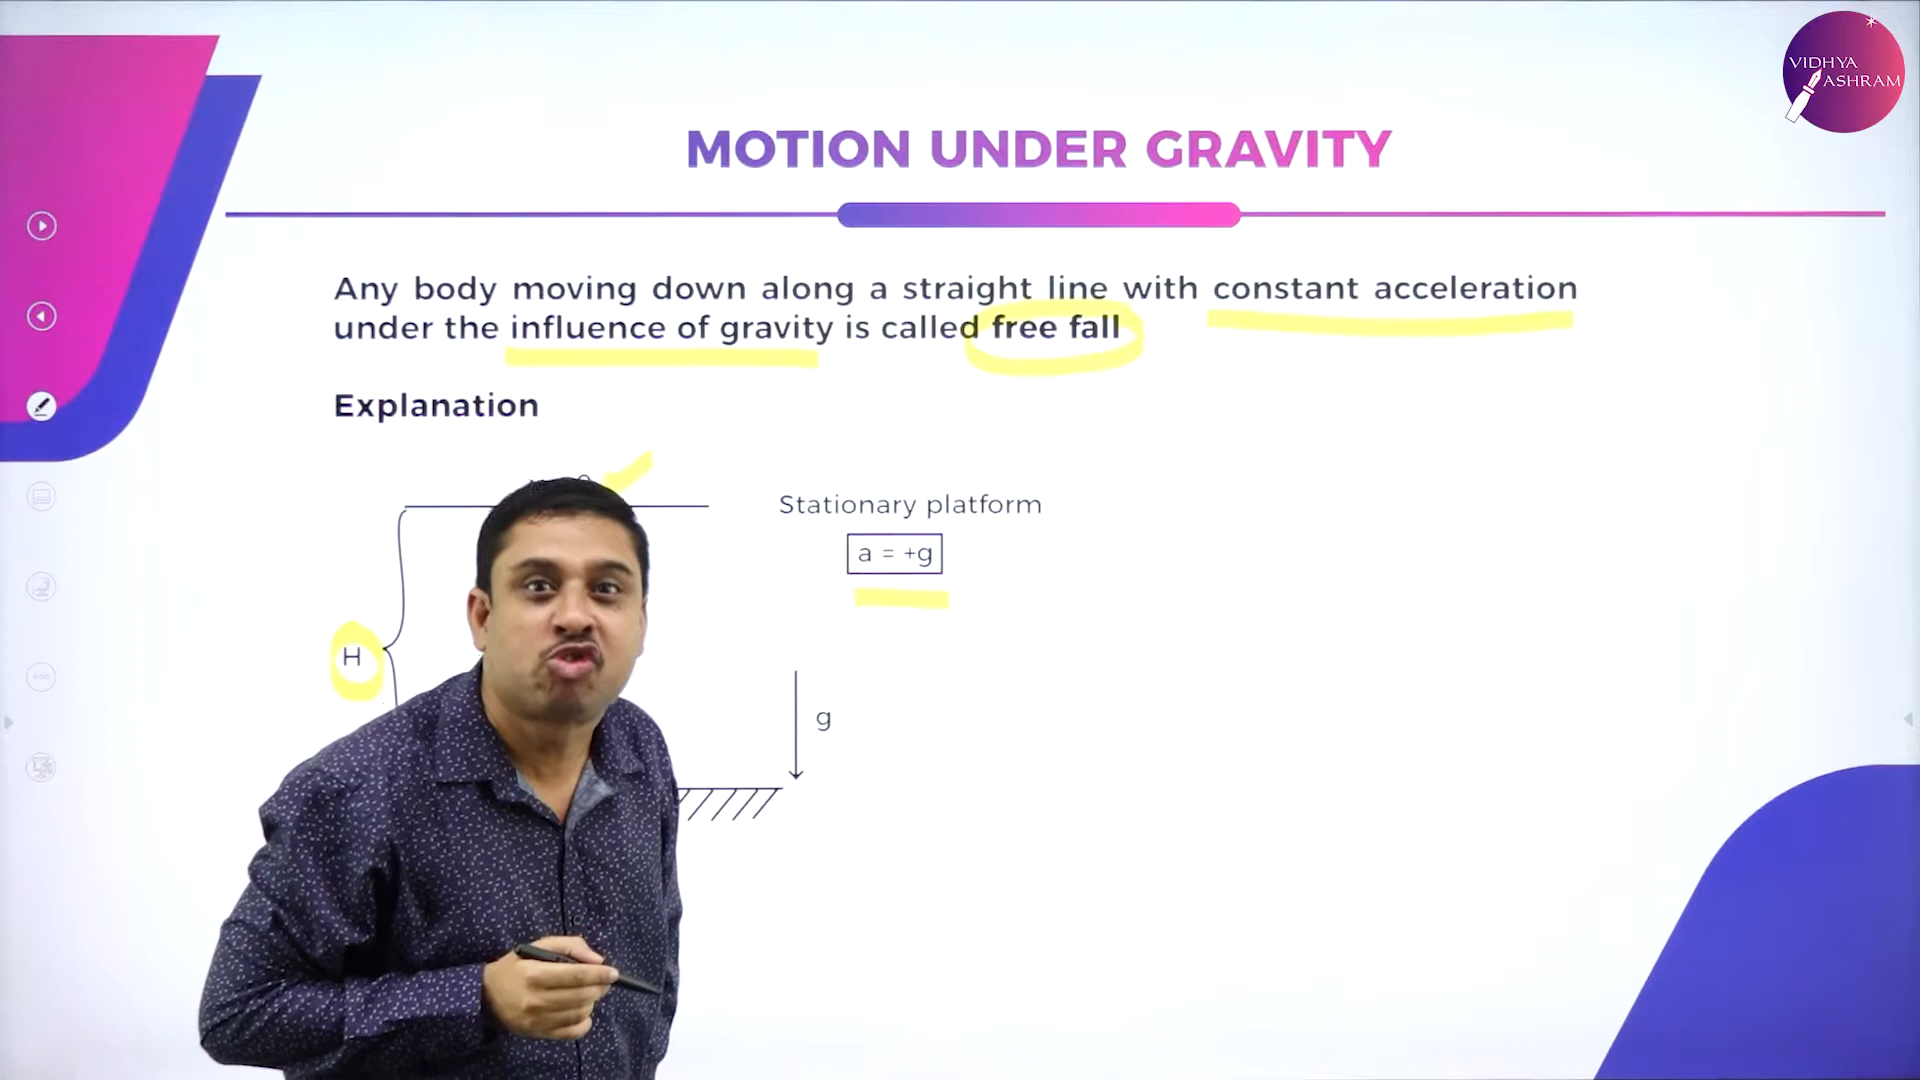 VIDHYA
ASHRAM
MOTION UNDER GRAVITY
Any body moving down along a straight line with constant acceleration
under the influence of gravity is called free fall
Explanation
Stationary platform
a = +g
H
g